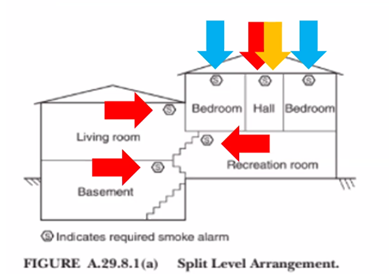 Bedroom Hall Bedroom
Living room
Recreation room
Basement
S Indicates required smoke alarm
FIGURE A.29.8.1(a) Split Level Arrangement.